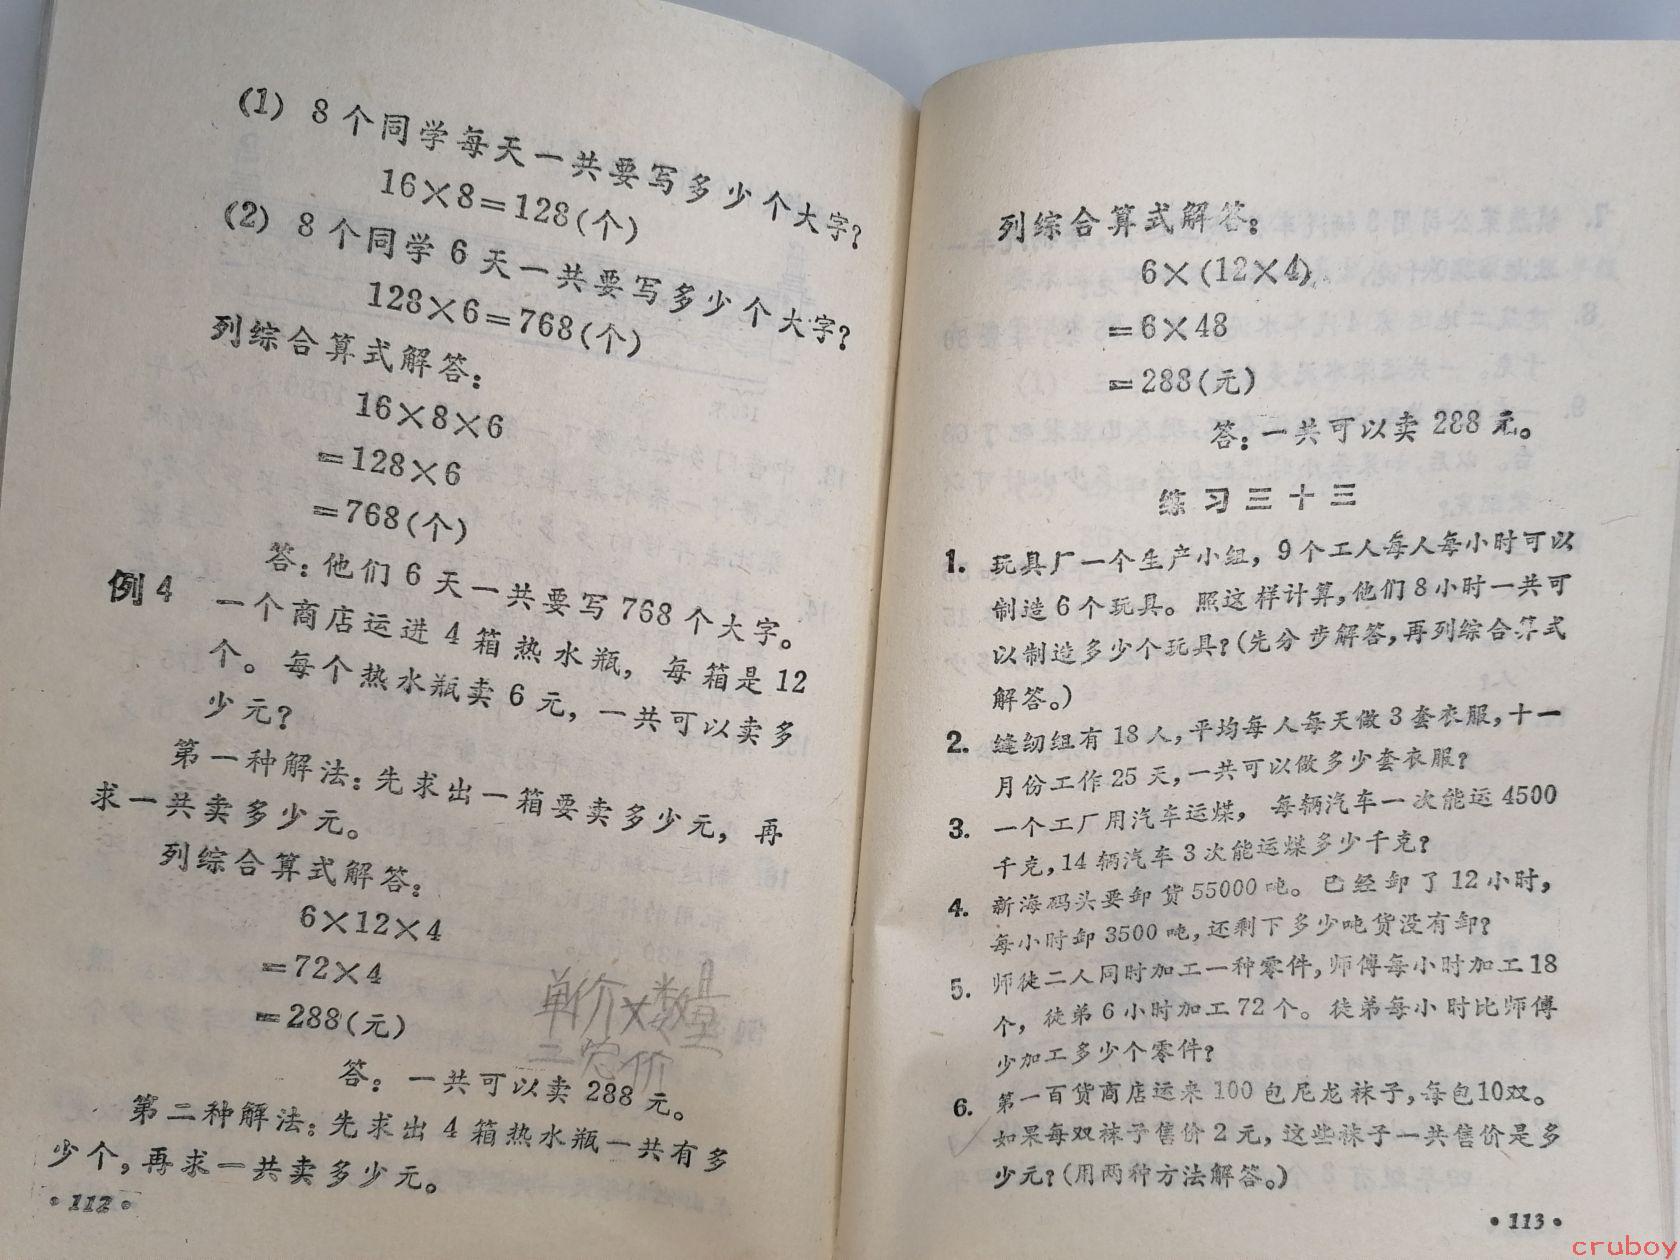 (1) 8个同学每天一共要写多少个大字?
16×8=128(个)
(2) 8个同学6天一共要写多少个大字?
128×6=768(个)
列综合算式解答:
16×8×6
=128×6
=768(个)
答:他们6天一共要写768个大字。
例4 一个商店运进4箱热水瓶,每箱是12
个。每个热水瓶卖6元,一共可以卖多
少元?
第一种解法:先求出一箱要卖多少元,再
求一共卖多少元。
列综合算式解答:
6×12×4
=72×4
=288(元)
单价×数量
=总价
答:一共可以卖288元。
第二种解法:先求出4箱热水瓶一共有多
少个,再求一共卖多少元。
·112·
列综合算式解答:
6×(12×4)
=6×48
=288(元)
答:一共可以卖288元。
练习三十三
1. 玩具厂一个生产小组,9个工人每人每小时可以
制造6个玩具。照这样计算,他们8小时一共可
以制造多少个玩具?(先分步解答,再列综合算式
解答。)
2. 缝纫组有18人,平均每人每天做3套衣服,十一
月份工作25天,一共可以做多少套衣服?
3. 一个工厂用汽车运煤,每辆汽车一次能运4500
千克,14辆汽车3次能运煤多少千克?
4. 新海码头要卸货55000吨。已经卸了12小时,
每小时卸3500吨,还剩下多少吨货没有卸?
5. 师徒二人同时加工一种零件,师傅每小时加工18
个,徒弟6小时加工72个。徒弟每小时比师傅
少加工多少个零件?
6. 第一百货商店运来100包尼龙袜子,每包10双。
如果每双袜子售价2元,这些袜子一共售价是多
少元?(用两种方法解答。)
·113·
cruboy